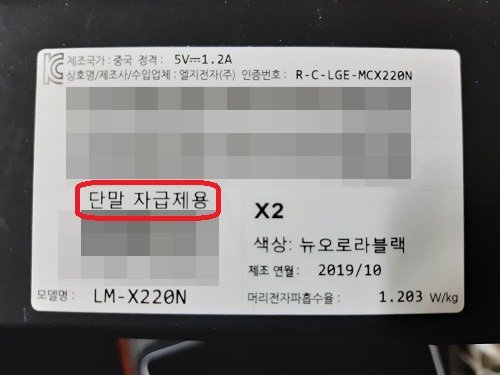 제조국가: 중국 정격: 5V⎓1.2A
상호명/제조사/수입업체: 엘지전자(주) 인증번호: R-C-LGE-MCX220N
단말 자급제용
X2
색상: 뉴오로라블랙
제조 연월: 2019/10
모델명: LM-X220N
머리전자파흡수율: 1.203 W/kg